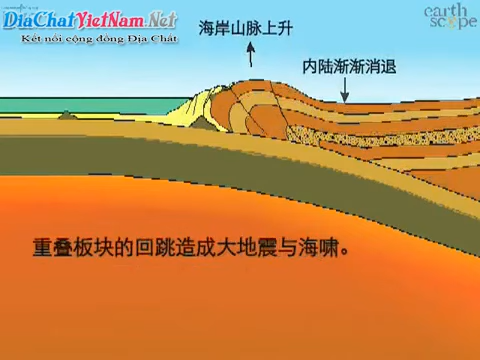 DiaChatVietNam.Net
Kết nối cộng đồng Địa Chất
earth
scope
海岸山脉上升
内陆渐渐消退
重叠板块的回跳造成大地震与海啸。